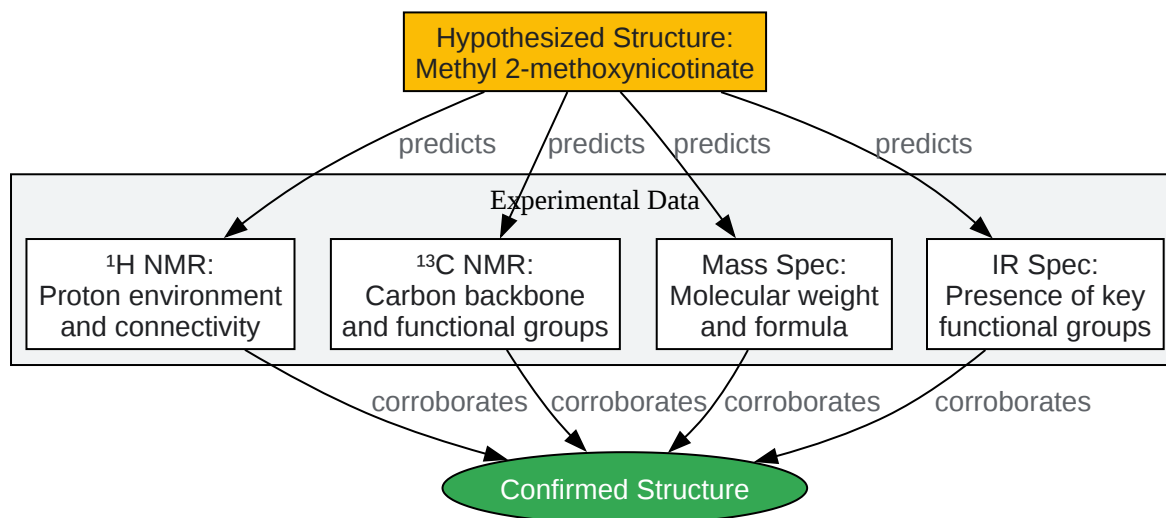 Hypothesized Structure:
Methyl 2-methoxynicotinate
predicts
predicts
predicts
predicts
Experimental Data
¹H NMR:
Proton environment
and connectivity
¹³C NMR:
Carbon backbone
and functional groups
Mass Spec:
Molecular weight
and formula
IR Spec:
Presence of key
functional groups
corroborates
corroborates
corroborates
corroborates
Confirmed Structure